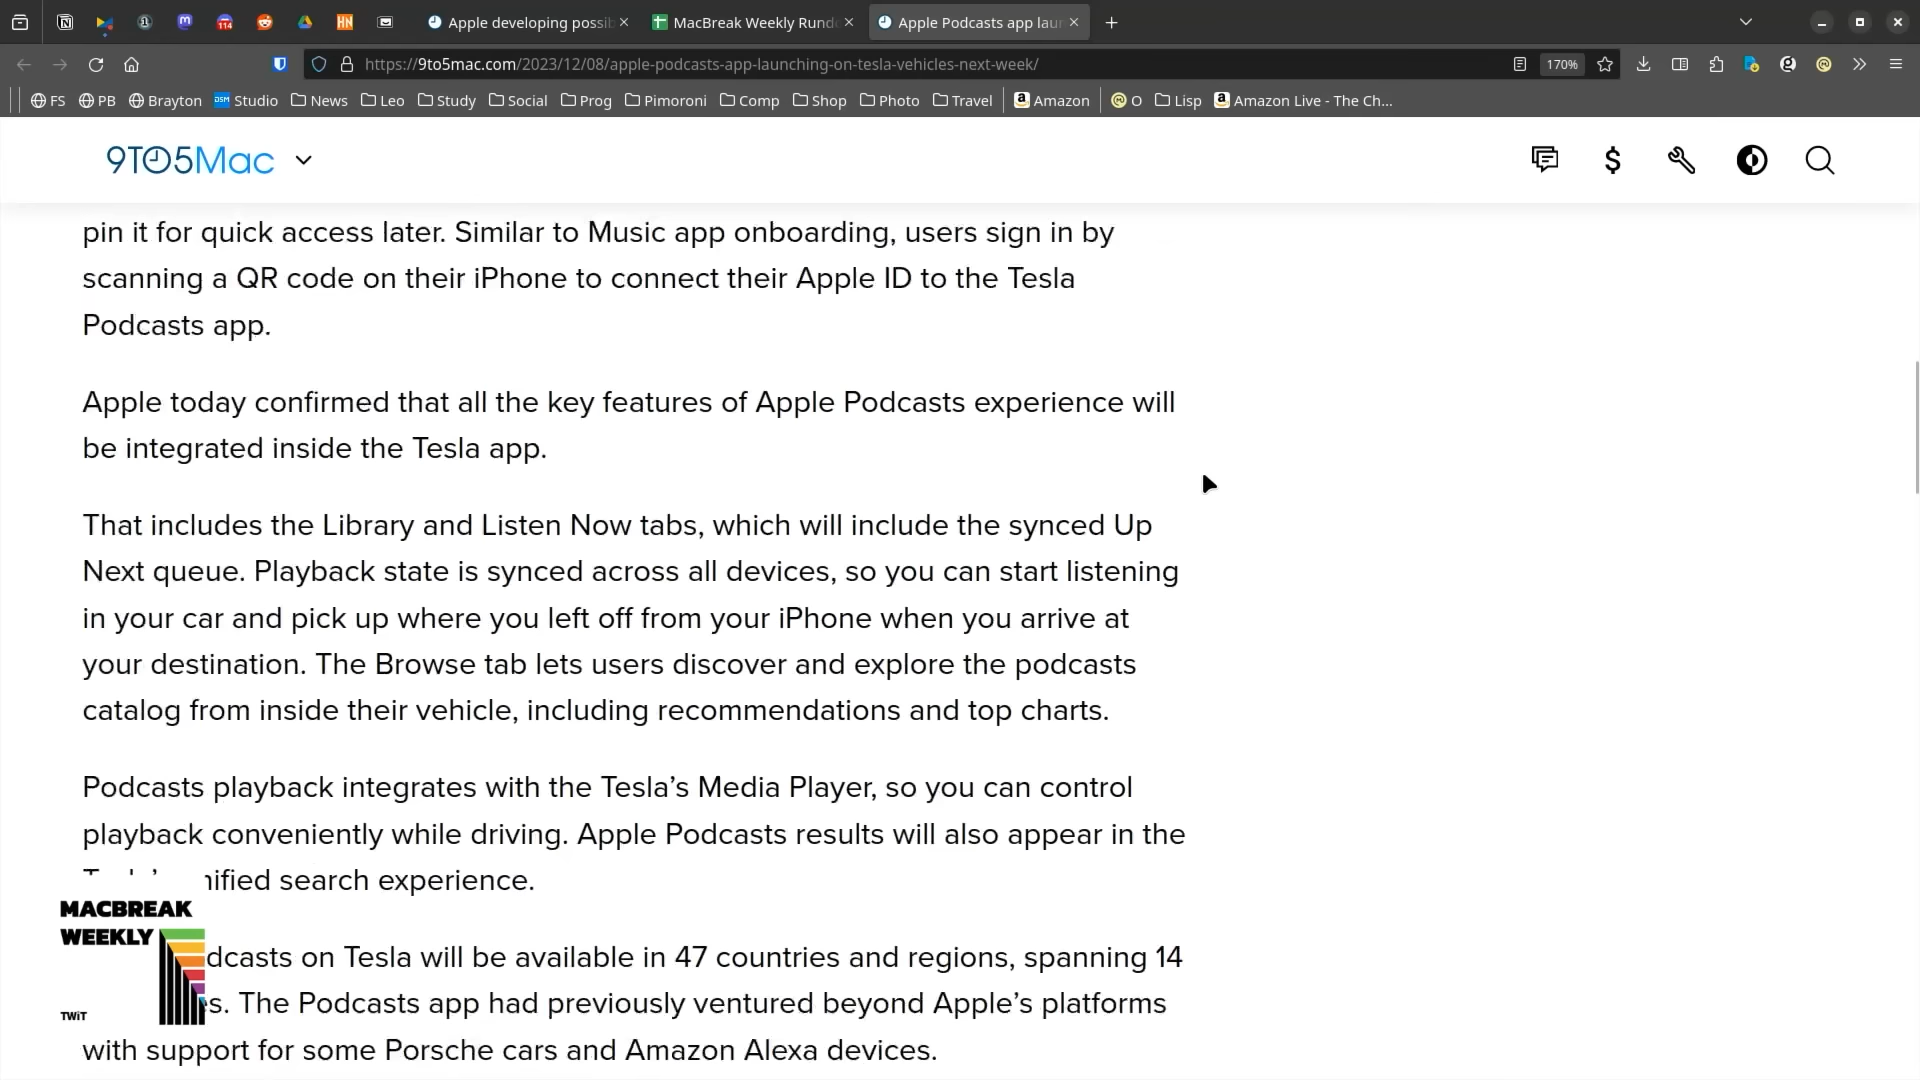 Apple developing possib
MacBreak Weekly Rund
Apple Podcasts app lau
https://9to5mac.com/2023/12/08/apple-podcasts-app-launching-on-tesla-vehicles-next-week/
170%
FS PB Brayton DSM Studio News Leo Study Social Prog Pimoroni Comp Shop Photo Travel Amazon O Lisp Amazon Live - The Ch...
114
HN
9TO5Mac
$
pin it for quick access later. Similar to Music app onboarding, users sign in by
scanning a QR code on their iPhone to connect their Apple ID to the Tesla
Podcasts app.
Apple today confirmed that all the key features of Apple Podcasts experience will
be integrated inside the Tesla app.
That includes the Library and Listen Now tabs, which will include the synced Up
Next queue. Playback state is synced across all devices, so you can start listening
in your car and pick up where you left off from your iPhone when you arrive at
your destination. The Browse tab lets users discover and explore the podcasts
catalog from inside their vehicle, including recommendations and top charts.
Podcasts playback integrates with the Tesla’s Media Player, so you can control
playback conveniently while driving. Apple Podcasts results will also appear in the
nified search experience.
dcasts on Tesla will be available in 47 countries and regions, spanning 14
s. The Podcasts app had previously ventured beyond Apple’s platforms
with support for some Porsche cars and Amazon Alexa devices.
MACBREAK
WEEKLY
TWiT